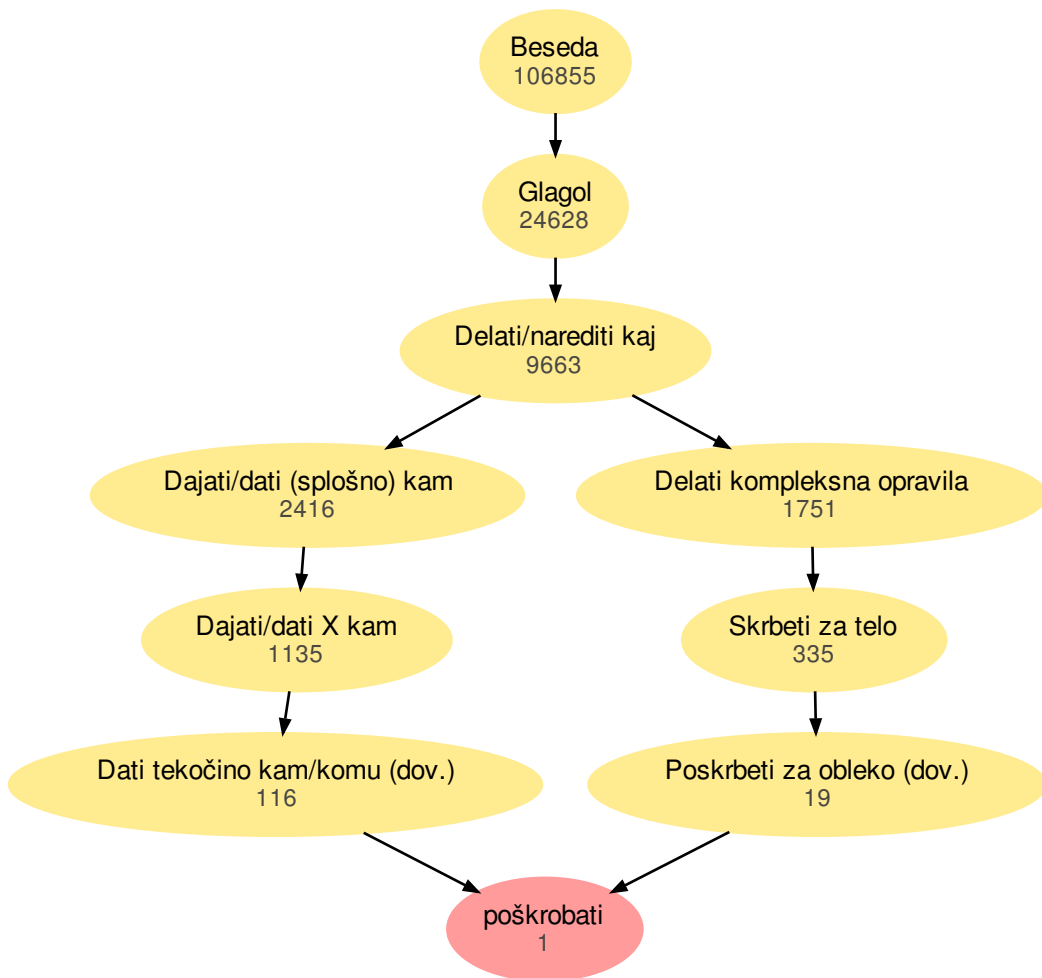 Beseda
106855
Glagol
24628
Delati/narediti kaj
9663
Dajati/dati (splošno) kam
2416
Delati kompleksna opravila
1751
Dajati/dati X kam
1135
Skrbeti za telo
335
Dati tekočino kam/komu (dov.)
116
Poskrbeti za obleko (dov.)
19
poškrobati
1